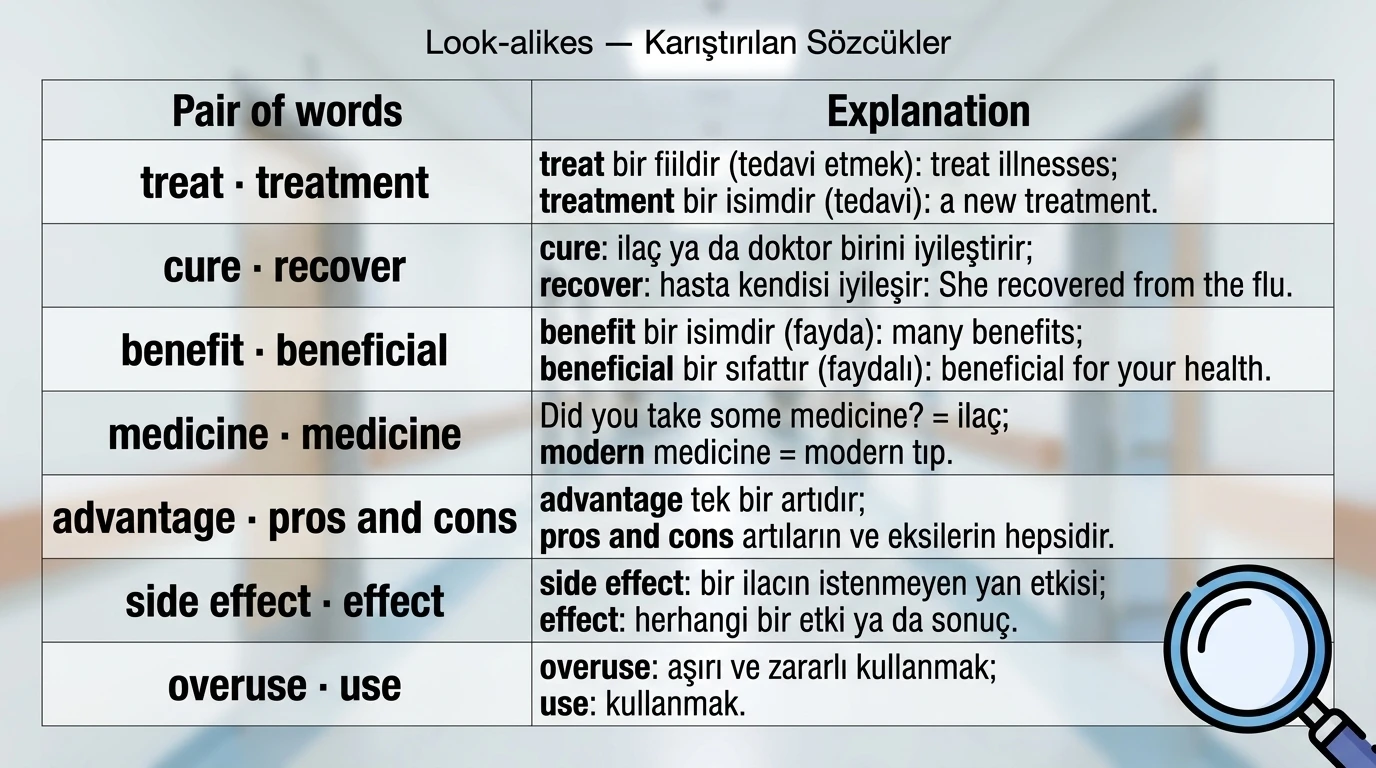 Look-alikes — Karıştırılan Sözcükler
Pair of words
Explanation
treat · treatment
treat bir fiildir (tedavi etmek): treat illnesses;
treatment bir isimdir (tedavi): a new treatment.
cure · recover
cure: ilaç ya da doktor birini iyileştirir;
recover: hasta kendisi iyileşir: She recovered from the flu.
benefit · beneficial
benefit bir isimdir (fayda): many benefits;
beneficial bir sıfattır (faydalı): beneficial for your health.
medicine · medicine
Did you take some medicine? = ilaç;
modern medicine = modern tıp.
advantage · pros and cons
advantage tek bir artıdır;
pros and cons artıların ve eksilerin hepsidir.
side effect · effect
side effect: bir ilacın istenmeyen yan etkisi;
effect: herhangi bir etki ya da sonuç.
overuse · use
overuse: aşırı ve zararlı kullanmak;
use: kullanmak.